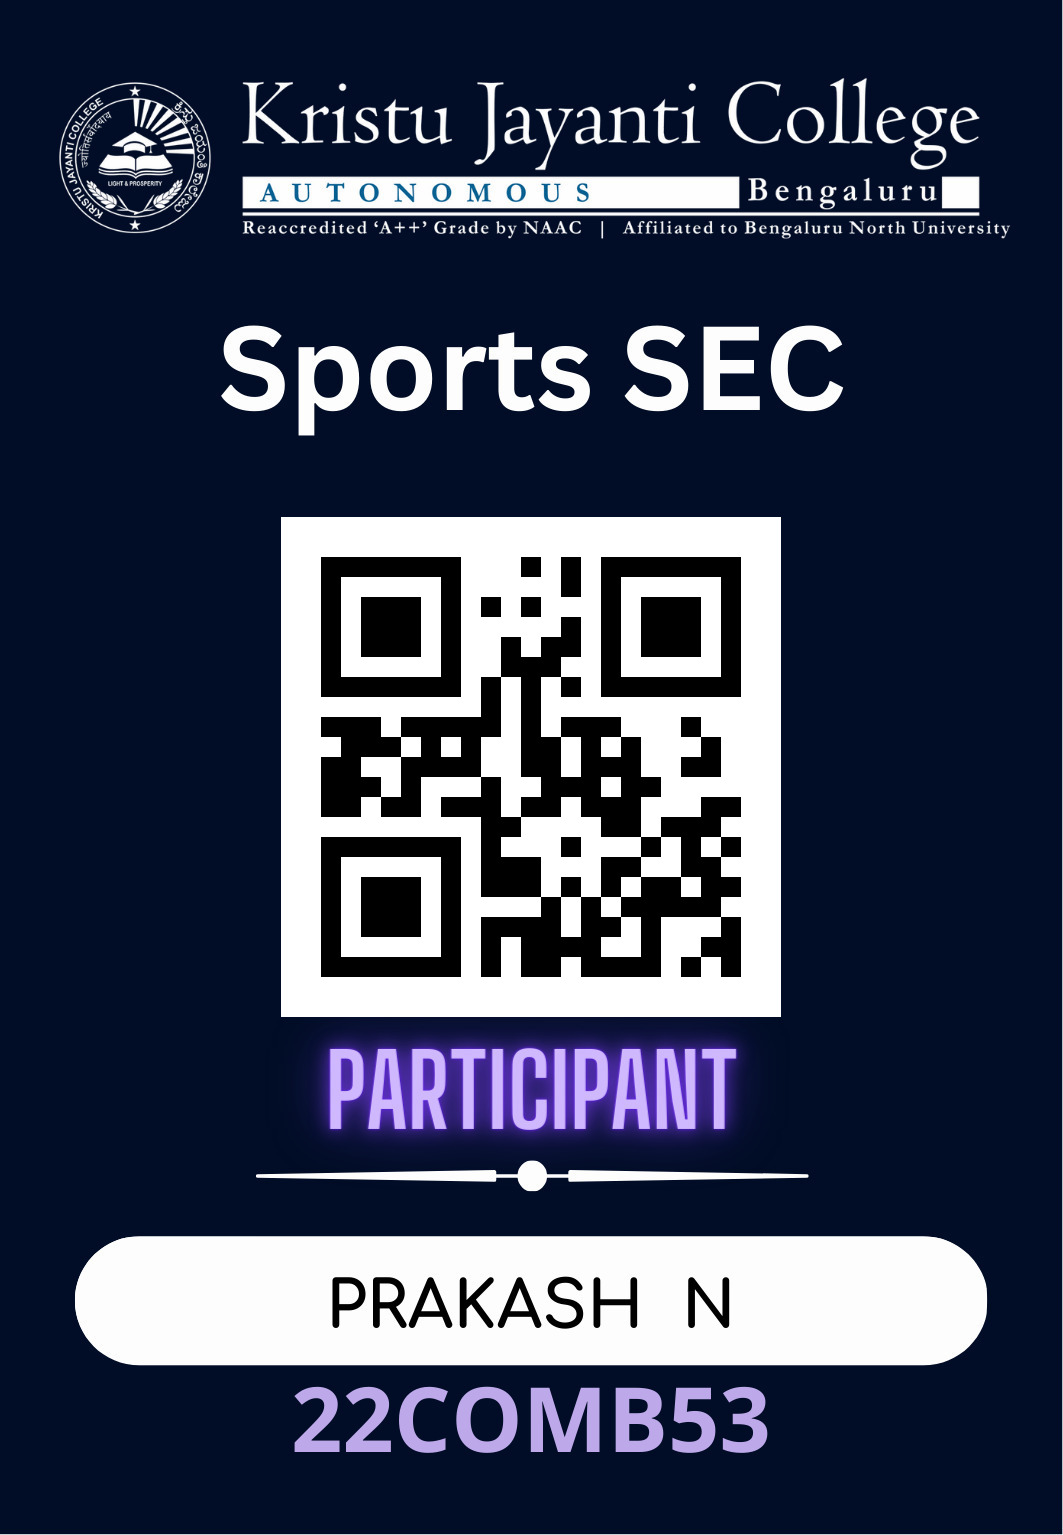 KRISTU JAYANTI COLLEGE
LIGHT & PROSPERITY
Kristu Jayanti College
AUTONOMOUS Bengaluru
Reaccredited ‘A++’ Grade by NAAC | Affiliated to Bengaluru North University
Sports SEC
PARTICIPANT
PRAKASH N
22COMB53